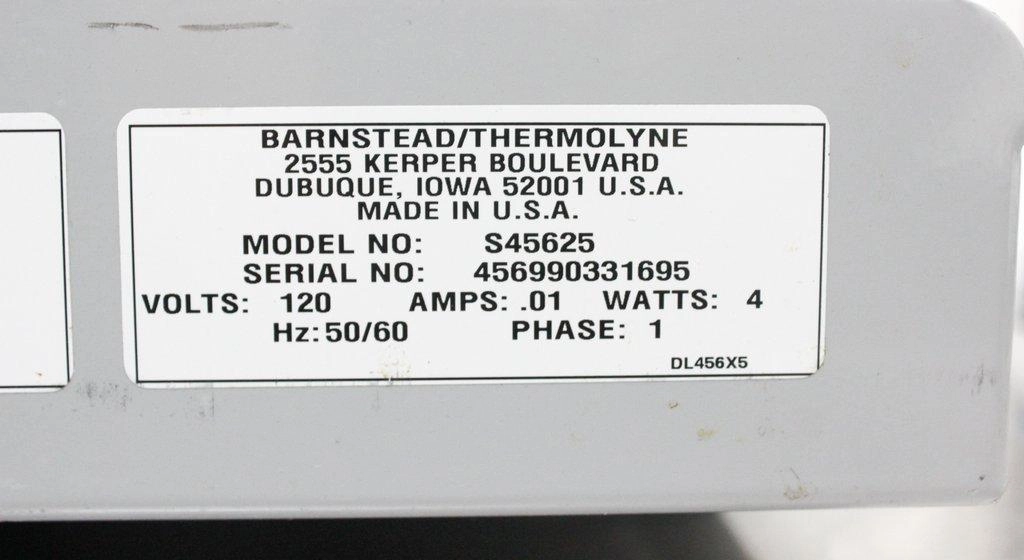 BARNSTEAD/THERMOLYNE
2555 KERPER BOULEVARD
DUBUQUE, IOWA 52001 U.S.A.
MADE IN U.S.A.
MODEL NO: S45625
SERIAL NO: 456990331695
VOLTS: 120 AMPS: .01 WATTS: 4
Hz: 50/60 PHASE: 1
DL456X5